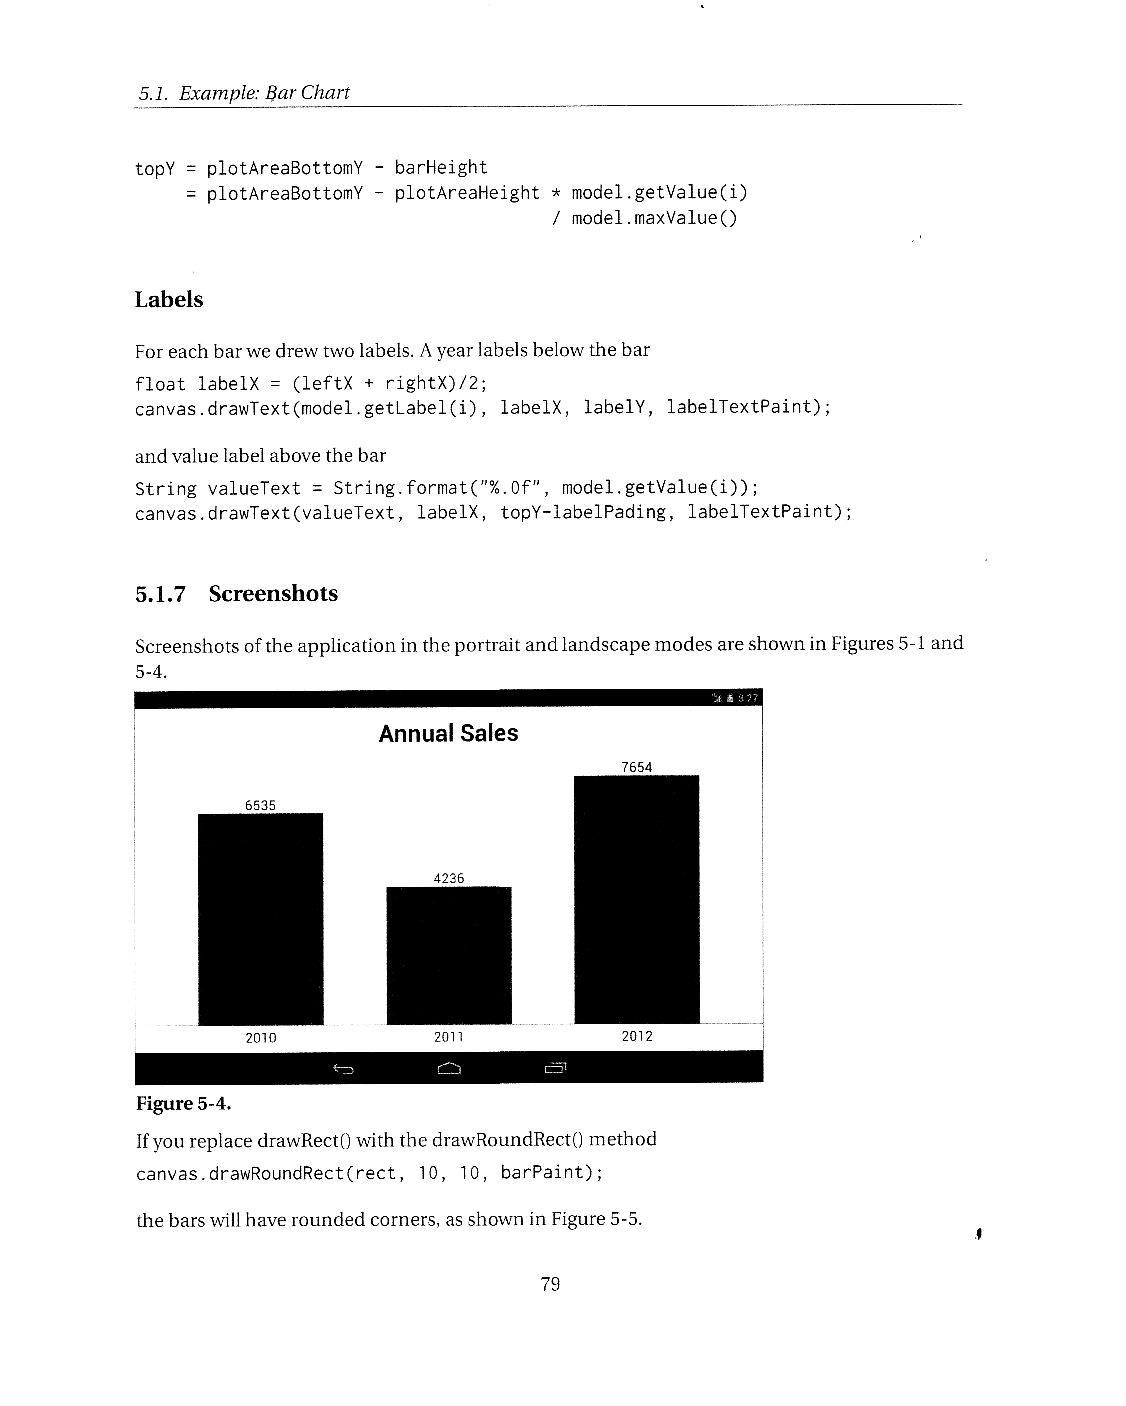 5.1. Example: Bar Chart
topY = plotAreaBottomY - barHeight
= plotAreaBottomY - plotAreaHeight * model.getValue(i)
/ model.maxValue()
Labels
For each bar we drew two labels. A year labels below the bar
float labelX = (leftX + rightX)/2;
canvas.drawText(model.getLabel(i), labelX, labelY, labelTextPaint);
and value label above the bar
String valueText = String.format("%.0f", model.getValue(i));
canvas.drawText(valueText, labelX, topY-labelPading, labelTextPaint);
5.1.7 Screenshots
Screenshots of the application in the portrait and landscape modes are shown in Figures 5-1 and
5-4.
Annual Sales
7654
6535
4236
2010 2011 2012
Figure 5-4.
If you replace drawRect() with the drawRoundRect() method
canvas.drawRoundRect(rect, 10, 10, barPaint);
the bars will have rounded corners, as shown in Figure 5-5.
79